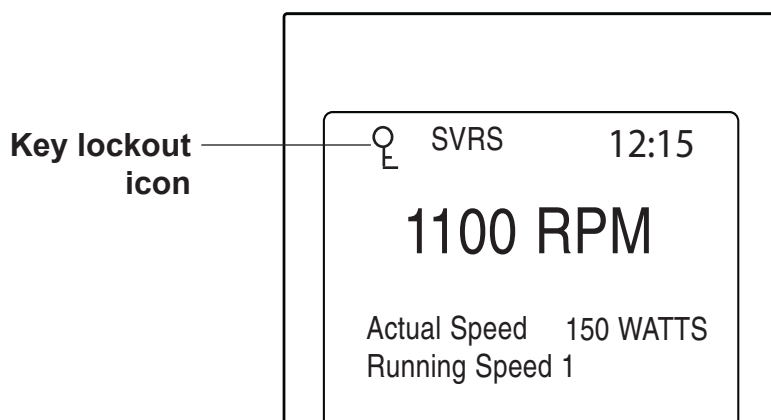 Key lockout
icon
SVRS 12:15
1100 RPM
Actual Speed 150 WATTS
Running Speed 1